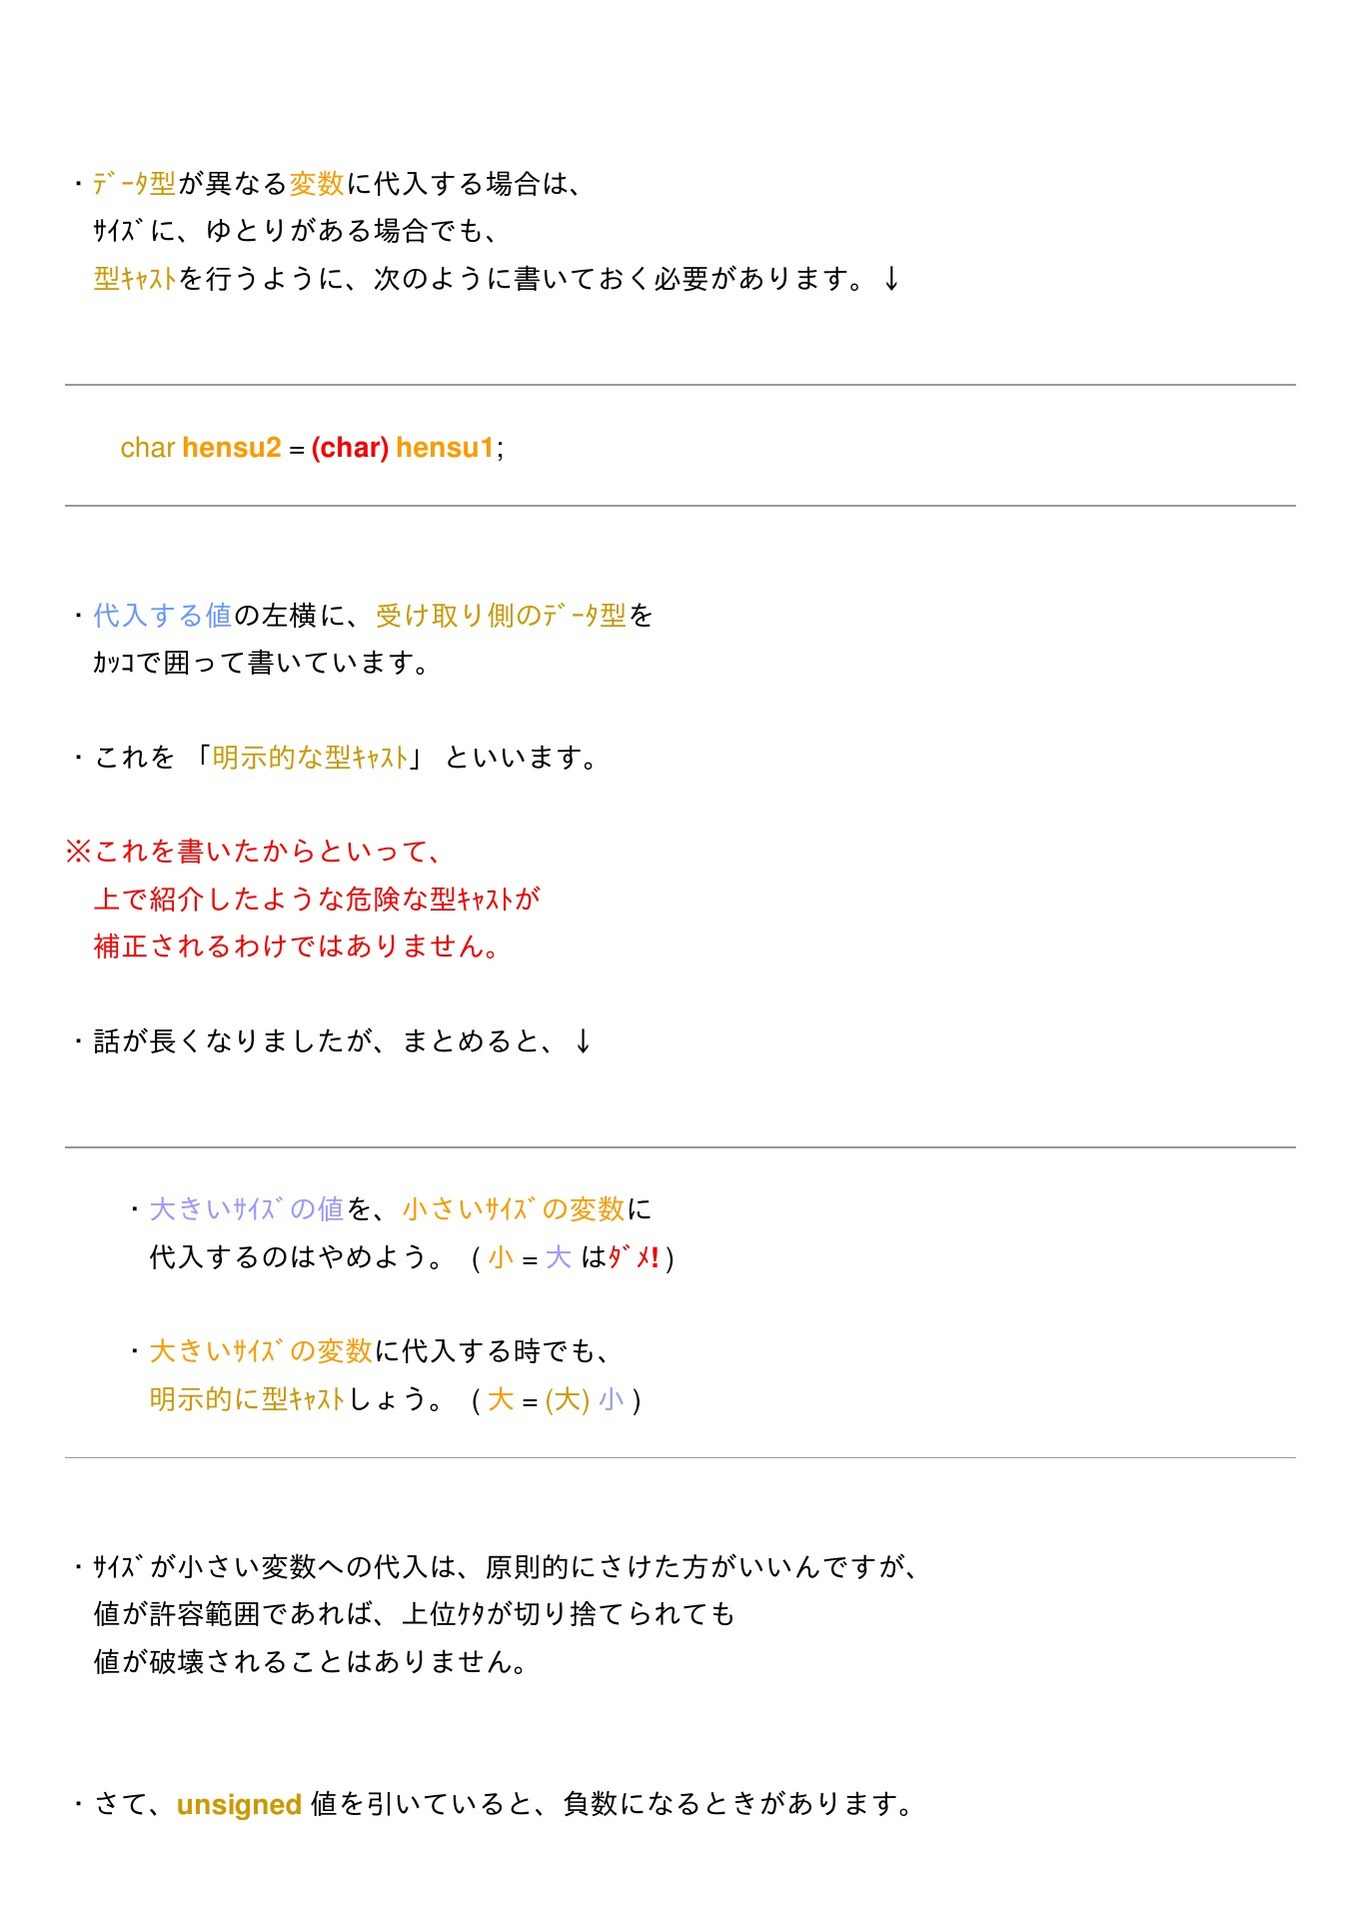 ・ﾃﾞｰﾀ型が異なる変数に代入する場合は、
ｻｲｽﾞに、ゆとりがある場合でも、
型ｷｬｽﾄを行うように、次のように書いておく必要があります。↓
char hensu2 = (char) hensu1;
・代入する値の左横に、受け取り側のﾃﾞｰﾀ型を
ｶｯｺで囲って書いています。
・これを 「明示的な型ｷｬｽﾄ」 といいます。
※これを書いたからといって、
上で紹介したような危険な型ｷｬｽﾄが
補正されるわけではありません。
・話が長くなりましたが、まとめると、↓
・大きいｻｲｽﾞの値を、小さいｻｲｽﾞの変数に
代入するのはやめよう。 ( 小 = 大 はﾀﾞﾒ! )
・大きいｻｲｽﾞの変数に代入する時でも、
明示的に型ｷｬｽﾄしょう。 ( 大 = (大) 小 )
・ｻｲｽﾞが小さい変数への代入は、原則的にさけた方がいいんですが、
値が許容範囲であれば、上位ｹﾀが切り捨てられても
値が破壊されることはありません。
・さて、unsigned 値を引いていると、負数になるときがあります。